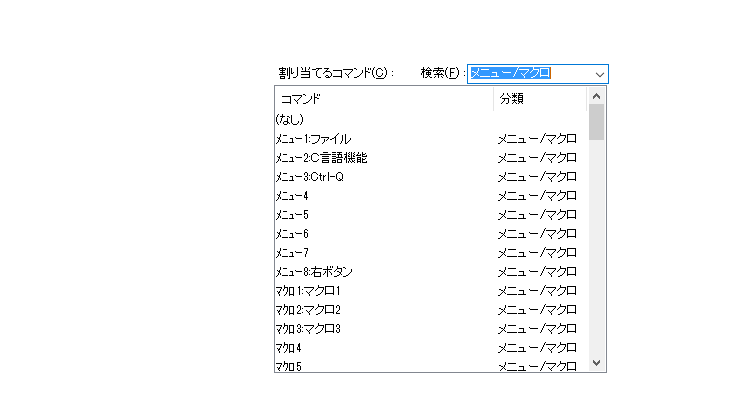 割り当てるコマンド(C) : 検索(F) : メニュー/マクロ
コマンド 分類
(なし)
ﾒﾆｭｰ1:ファイル メニュー/マクロ
ﾒﾆｭｰ2:C言語機能 メニュー/マクロ
ﾒﾆｭｰ3:Ctrl-Q メニュー/マクロ
ﾒﾆｭｰ4 メニュー/マクロ
ﾒﾆｭｰ5 メニュー/マクロ
ﾒﾆｭｰ6 メニュー/マクロ
ﾒﾆｭｰ7 メニュー/マクロ
ﾒﾆｭｰ8:右ボタン メニュー/マクロ
ﾏｸﾛ1:マクロ1 メニュー/マクロ
ﾏｸﾛ2:マクロ2 メニュー/マクロ
ﾏｸﾛ3:マクロ3 メニュー/マクロ
ﾏｸﾛ4 メニュー/マクロ
ﾏｸﾛ5 メニュー/マクロ